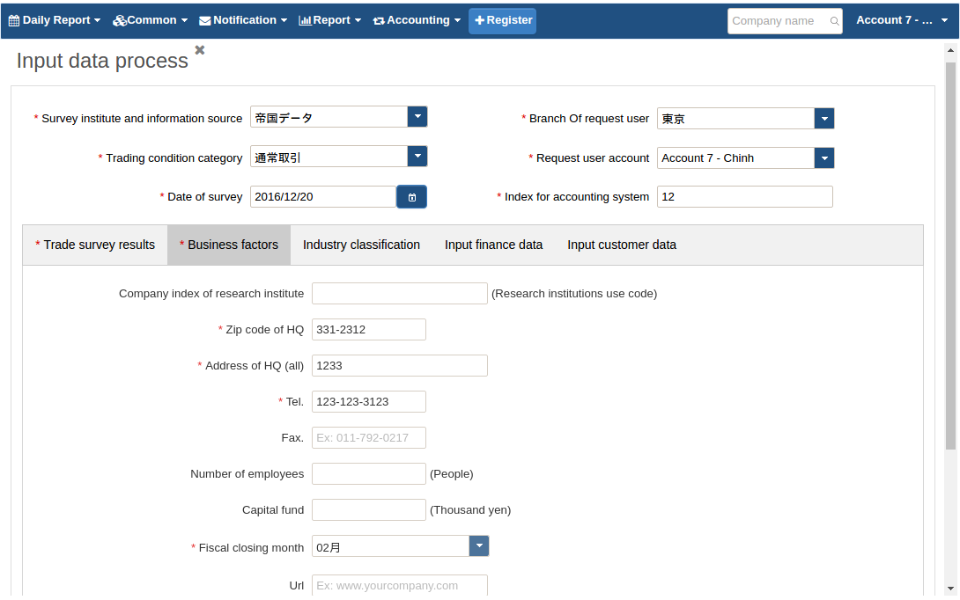 Daily Report Common Notification Report Accounting + Register Company name Account 7 - ...
Input data process
* Survey institute and information source 帝国データ * Branch Of request user 東京
* Trading condition category 通常取引 * Request user account Account 7 - Chinh
* Date of survey 2016/12/20 * Index for accounting system 12
* Trade survey results * Business factors Industry classification Input finance data Input customer data
Company index of research institute (Research institutions use code)
* Zip code of HQ 331-2312
* Address of HQ (all) 1233
* Tel. 123-123-3123
Fax. Ex: 011-792-0217
Number of employees (People)
Capital fund (Thousand yen)
* Fiscal closing month 02月
Url Ex: www.yourcompany.com